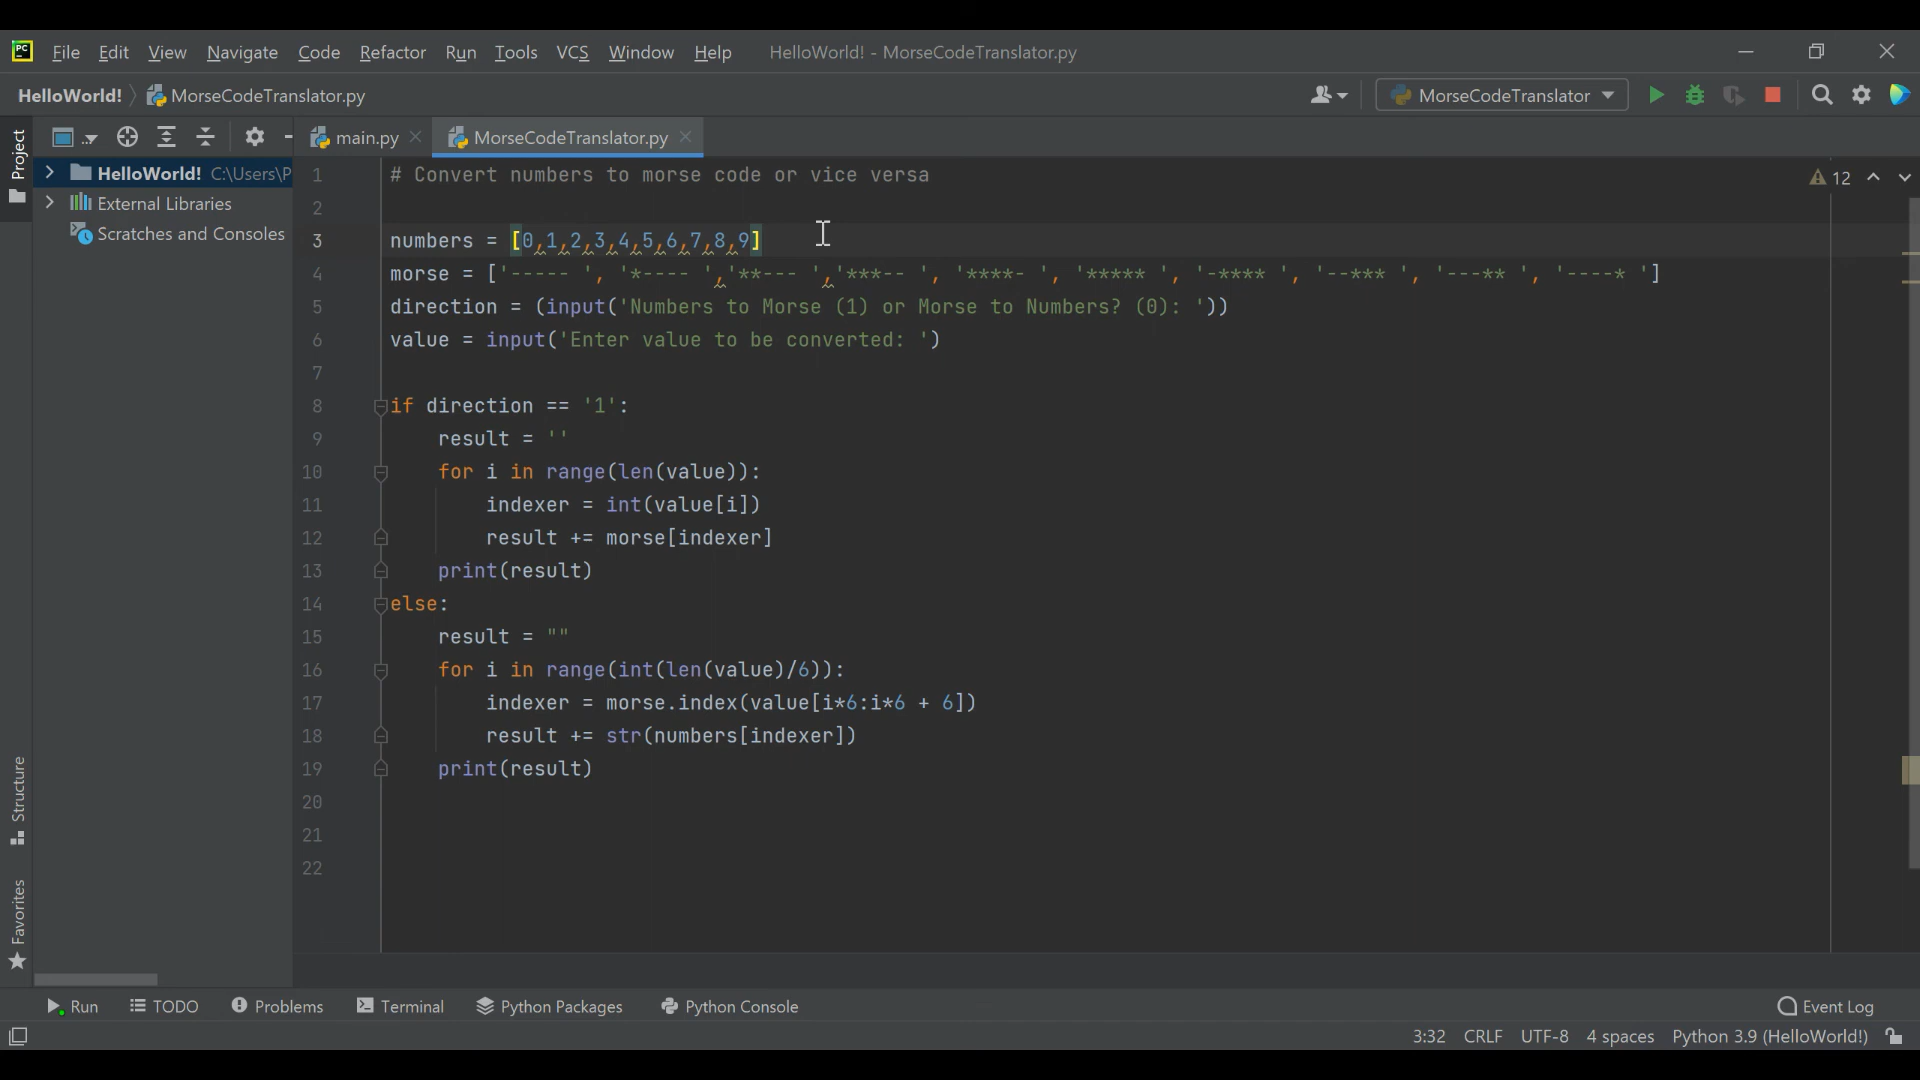 PC File Edit View Navigate Code Refactor Run Tools VCS Window Help HelloWorld! - MorseCodeTranslator.py
HelloWorld! MorseCodeTranslator.py MorseCodeTranslator
main.py MorseCodeTranslator.py
Project
HelloWorld! C:\Users\P
External Libraries
Scratches and Consoles
12
1 # Convert numbers to morse code or vice versa
2
3 numbers = [0,1,2,3,4,5,6,7,8,9]
4 morse = ['----- ', '*---- ','**--- ','***-- ', '****- ', '***** ', '-**** ', '--*** ', '---** ', '----* ']
5 direction = (input('Numbers to Morse (1) or Morse to Numbers? (0): '))
6 value = input('Enter value to be converted: ')
7
8 if direction == '1':
9     result = ''
10     for i in range(len(value)):
11         indexer = int(value[i])
12         result += morse[indexer]
13     print(result)
14 else:
15     result = ""
16     for i in range(int(len(value)/6)):
17         indexer = morse.index(value[i*6:i*6 + 6])
18         result += str(numbers[indexer])
19     print(result)
20
21
22
Structure
Favorites
Run TODO Problems Terminal Python Packages Python Console Event Log
3:32 CRLF UTF-8 4 spaces Python 3.9 (HelloWorld!)